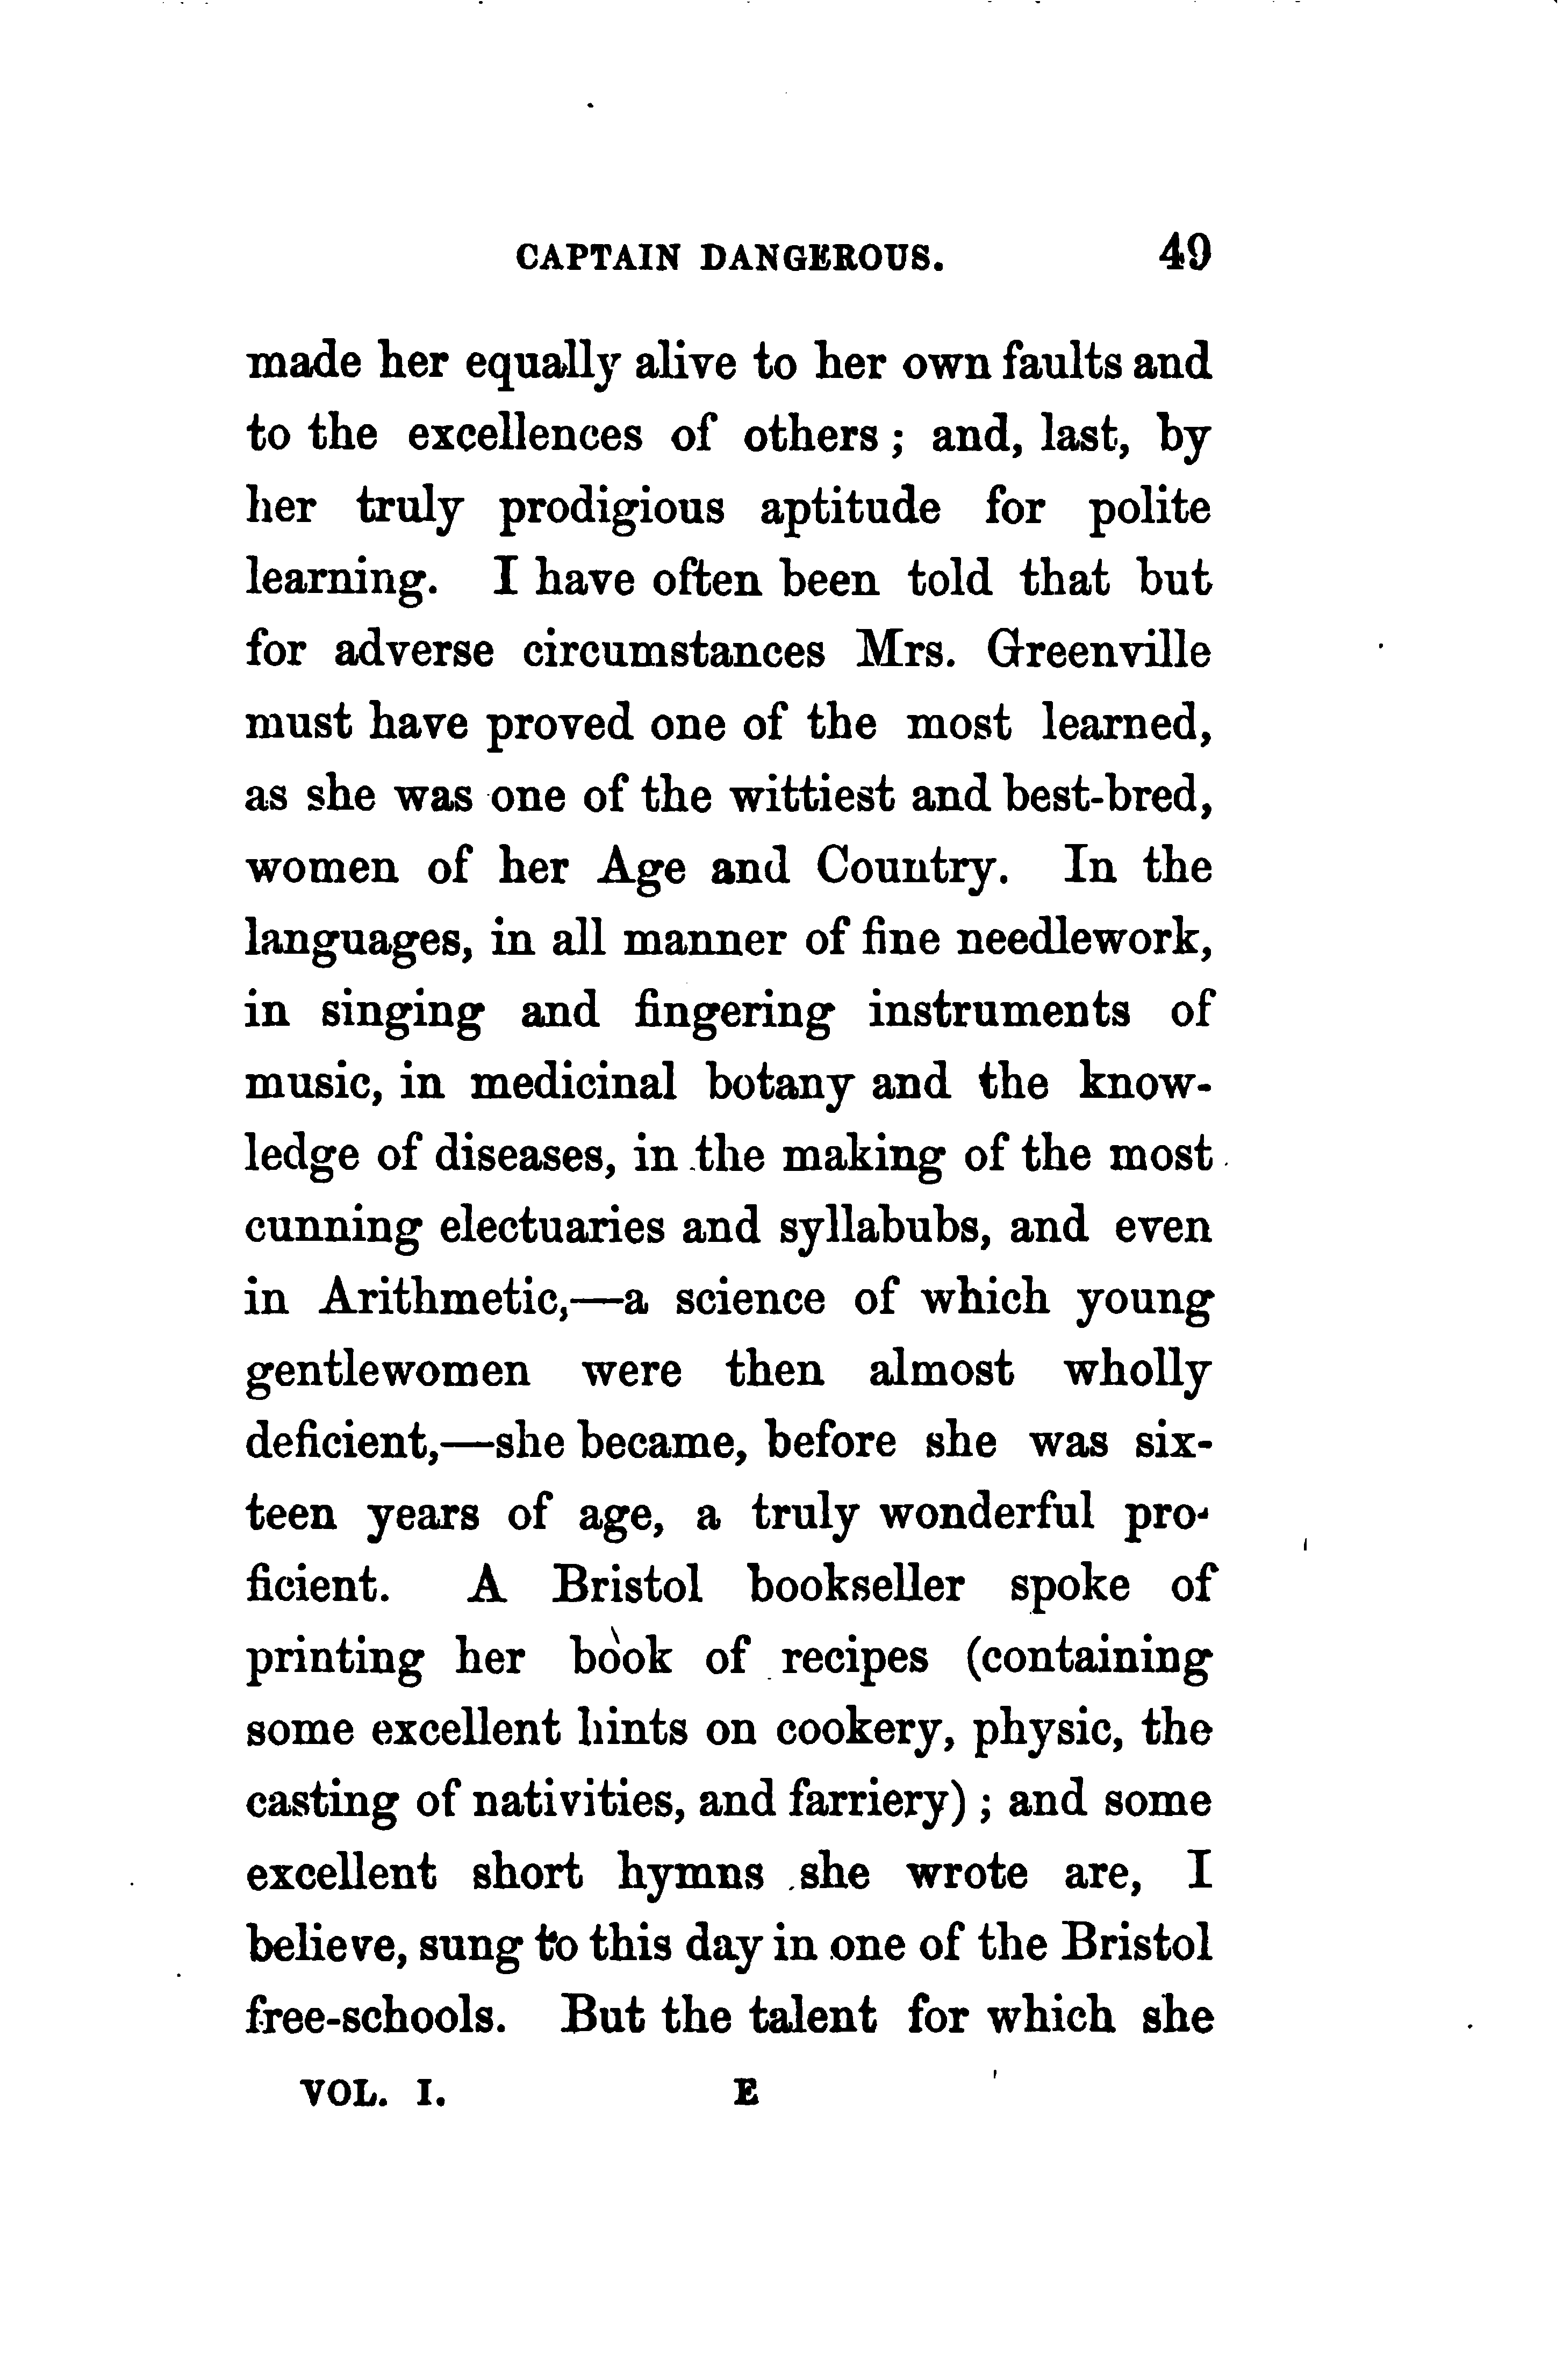 CAPTAIN DANGEROUS. 49
made her equally alive to her own faults and
to the excellences of others; and, last, by
her truly prodigious aptitude for polite
learning. I have often been told that but
for adverse circumstances Mrs. Greenville
must have proved one of the most learned,
as she was one of the wittiest and best-bred,
women of her Age and Country. In the
languages, in all manner of fine needlework,
in singing and fingering instruments of
music, in medicinal botany and the know-
ledge of diseases, in the making of the most
cunning electuaries and syllabubs, and even
in Arithmetic,—a science of which young
gentlewomen were then almost wholly
deficient,—she became, before she was six-
teen years of age, a truly wonderful pro-
ficient. A Bristol bookseller spoke of
printing her book of recipes (containing
some excellent hints on cookery, physic, the
casting of nativities, and farriery); and some
excellent short hymns she wrote are, I
believe, sung to this day in one of the Bristol
free-schools. But the talent for which she
VOL. I. E